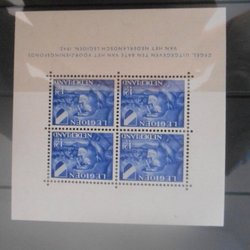 LEGIOEN LEGIOEN
NEDERLAND NEDERLAND
LEGIOEN LEGIOEN
NEDERLAND NEDERLAND
ZEGEL, UITGEGEVEN TEN BATE VAN HET VOORZIENINGSFONDS
VAN HET NEDERLANDSCH LEGIOEN 1942